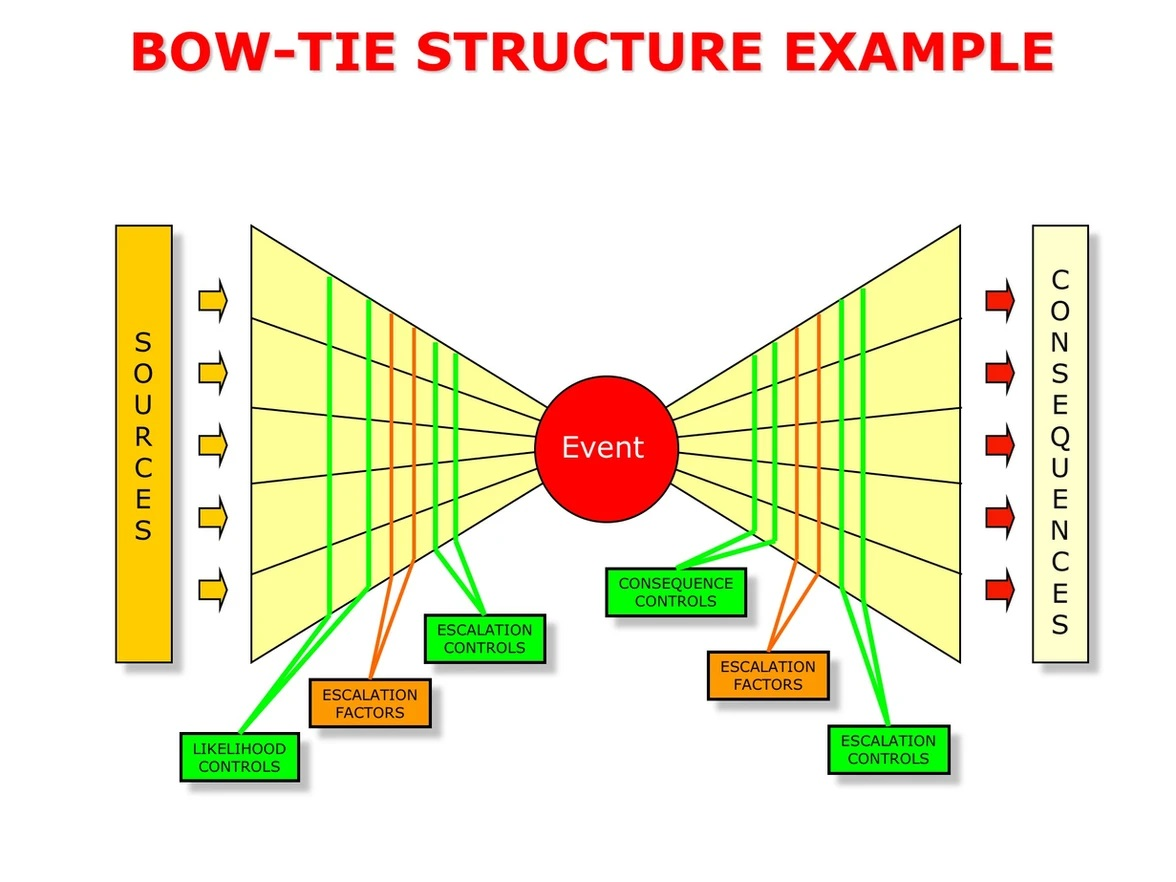 BOW-TIE STRUCTURE EXAMPLE
SOURCES
Event
CONSEQUENCES
CONSEQUENCE
CONTROLS
ESCALATION
CONTROLS
ESCALATION
FACTORS
ESCALATION
FACTORS
LIKELIHOOD
CONTROLS
ESCALATION
CONTROLS